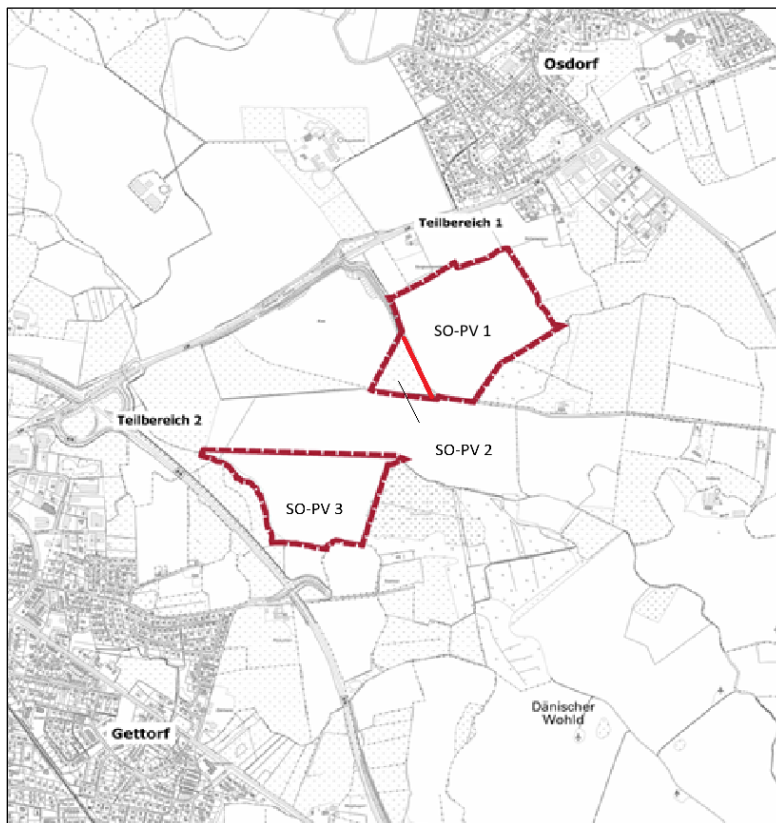 Osdorf
Teilbereich 1
SO-PV 1
Teilbereich 2
SO-PV 2
SO-PV 3
Dänischer
Wohld
Gettorf